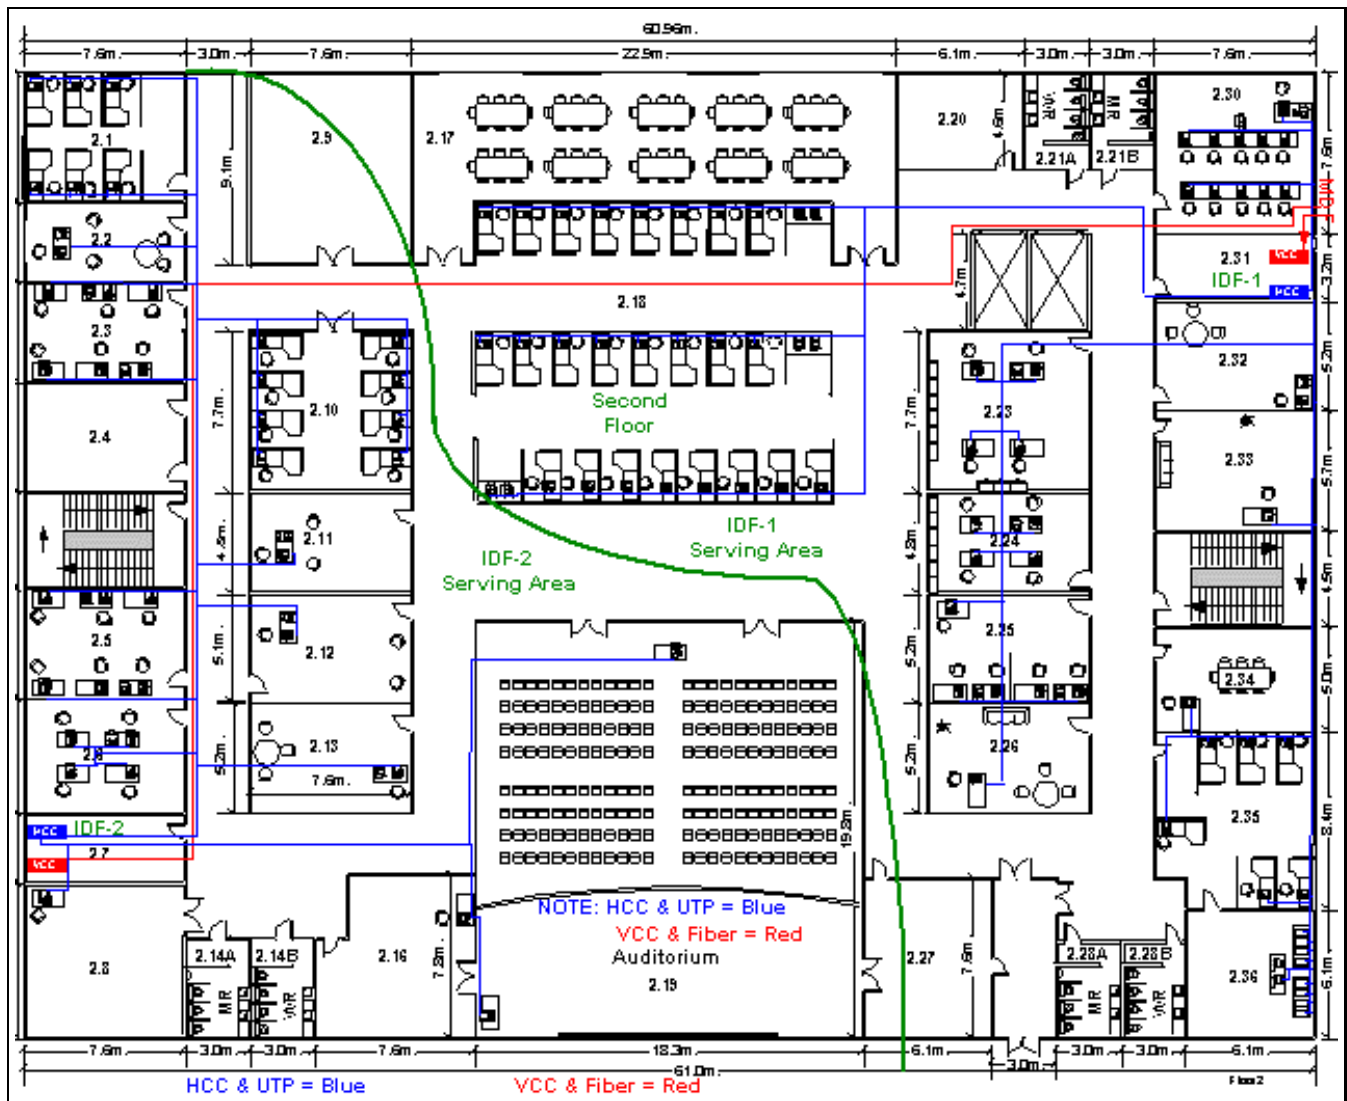 60.96m.
7.6m.
3.0m.
7.6m.
22.9m.
6.1m.
3.0m.
3.0m.
7.6m.
2.1
2.9
2.17
2.20
W/R
MR
2.21A
2.21B
2.30
4.6m
7.6m
9.1m
MDF
2.2
2.31
VCC
IDF-1
HCC
3.2m
4.7m
2.18
2.3
2.32
5.2m
Second
Floor
2.10
7.7m
2.23
7.7m
2.4
2.33
5.7m
IDF-1
Serving Area
2.11
2.24
IDF-2
Serving Area
4.9m
2.5
2.12
5.1m
2.25
5.2m
2.34
5.0m
2.13
5.2m
7.6m.
2.26
5.2m
2.35
8.4m
19.8m
HCC
IDF-2
VCC
2.7
NOTE: HCC & UTP = Blue
VCC & Fiber = Red
Auditorium
2.19
2.8
2.14A
2.14B
MR
W/R
2.16
2.27
7.6m
2.28A
2.28B
MR
W/R
2.36
6.1m
7.6m.
3.0m.
3.0m.
7.6m.
18.3m.
6.1m.
3.0m.
3.0m.
3.0m.
6.1m.
61.0m.
Floor 2
HCC & UTP = Blue
VCC & Fiber = Red